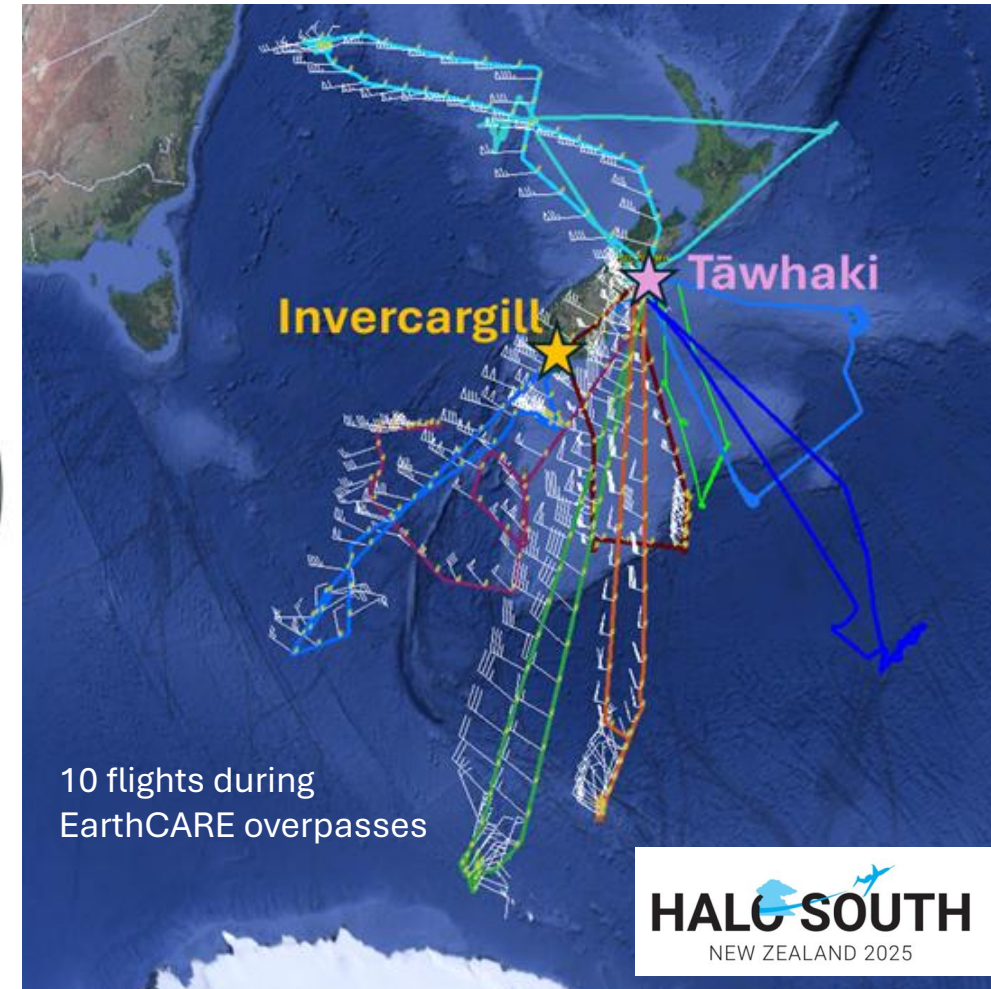 Tāwhaki
Invercargill
10 flights during
EarthCARE overpasses
HALO SOUTH
NEW ZEALAND 2025